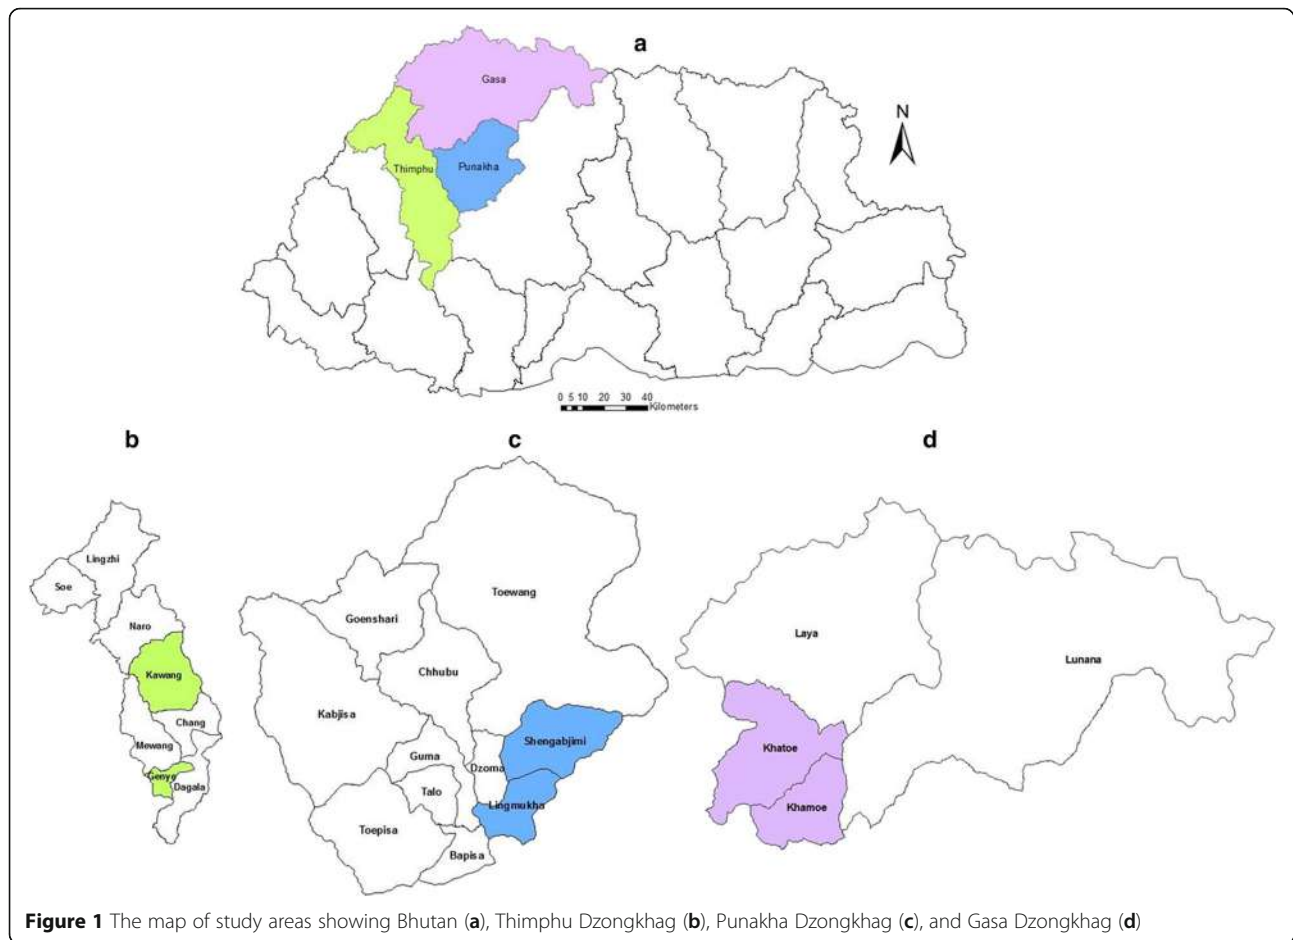 a
Gasa
N
Thimphu
Punakha
0 5 10 20 30 40
Kilometers
b
c
d
Lingzhi
Soe
Naro
Kawang
Chang
Mewang
Genye
Dagala
Toewang
Goenshari
Chhubu
Kabjisa
Shengabjimi
Guma
Dzoma
Talo
Lingmukha
Toepisa
Bapisa
Laya
Lunana
Khatoe
Khamoe
Figure 1 The map of study areas showing Bhutan (a), Thimphu Dzongkhag (b), Punakha Dzongkhag (c), and Gasa Dzongkhag (d)